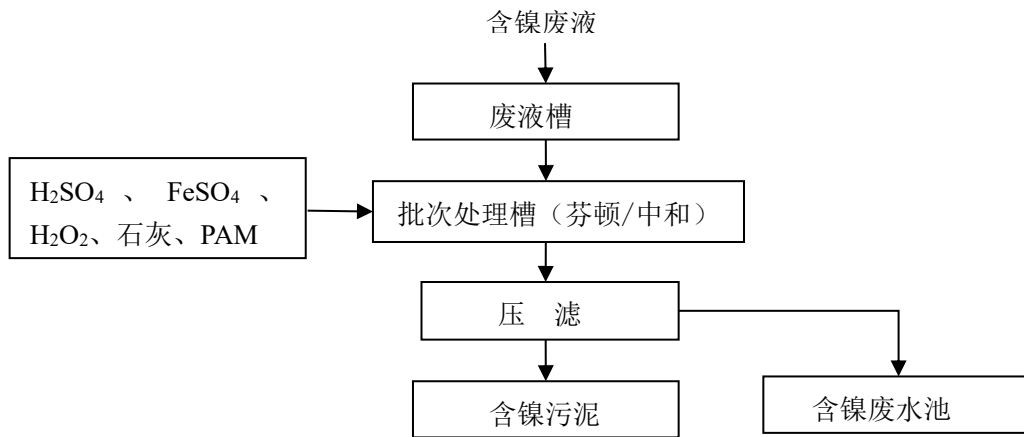 含镍废液
废液槽
H₂SO₄ 、 FeSO₄ 、
H₂O₂、石灰、PAM
批次处理槽（芬顿/中和）
压 滤
含镍污泥
含镍废水池